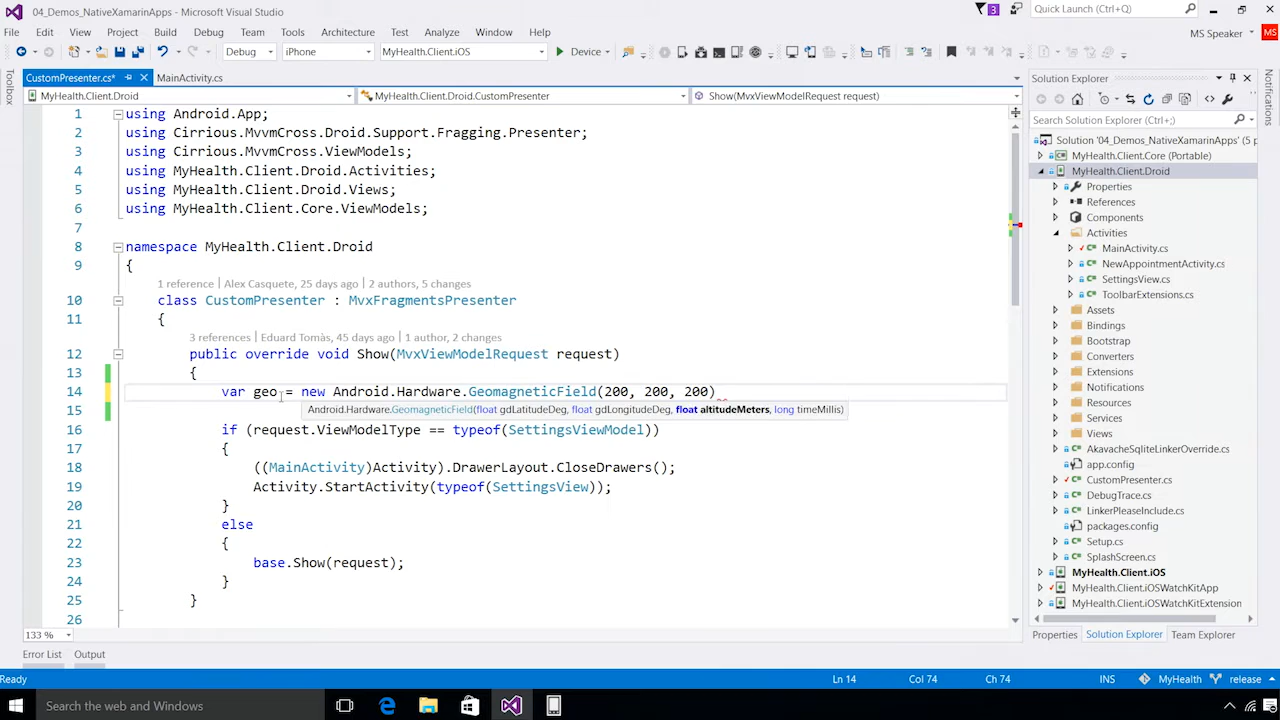 04_Demos_NativeXamarinApps - Microsoft Visual Studio
3
Quick Launch (Ctrl+Q)
File Edit View Project Build Debug Team Tools Architecture Test Analyze Window Help
MS Speaker
MS
Debug
iPhone
MyHealth.Client.iOS
Device
Toolbox
CustomPresenter.cs*
MainActivity.cs
MyHealth.Client.Droid
MyHealth.Client.Droid.CustomPresenter
Show(MvxViewModelRequest request)
1 using Android.App;
2 using Cirrious.MvvmCross.Droid.Support.Fragging.Presenter;
3 using Cirrious.MvvmCross.ViewModels;
4 using MyHealth.Client.Droid.Activities;
5 using MyHealth.Client.Droid.Views;
6 using MyHealth.Client.Core.ViewModels;
7
8 namespace MyHealth.Client.Droid
9 {
1 reference | Alex Casquete, 25 days ago | 2 authors, 5 changes
10 class CustomPresenter : MvxFragmentsPresenter
11 {
3 references | Eduard Tomàs, 45 days ago | 1 author, 2 changes
12 public override void Show(MvxViewModelRequest request)
13 {
14 var geo = new Android.Hardware.GeomagneticField(200, 200, 200)
Android.Hardware.GeomagneticField(float gdLatitudeDeg, float gdLongitudeDeg, float altitudeMeters, long timeMillis)
15
16 if (request.ViewModelType == typeof(SettingsViewModel))
17 {
18 ((MainActivity)Activity).DrawerLayout.CloseDrawers();
19 Activity.StartActivity(typeof(SettingsView));
20 }
21 else
22 {
23 base.Show(request);
24 }
25 }
26
133 %
Solution Explorer
Search Solution Explorer (Ctrl+;)
Solution '04_Demos_NativeXamarinApps' (5 p
MyHealth.Client.Core (Portable)
MyHealth.Client.Droid
Properties
References
Components
Activities
MainActivity.cs
NewAppointmentActivity.cs
SettingsView.cs
ToolbarExtensions.cs
Assets
Bindings
Bootstrap
Converters
Extensions
Notifications
Resources
Services
Views
AkavacheSqliteLinkerOverride.cs
app.config
CustomPresenter.cs
DebugTrace.cs
LinkerPleaseInclude.cs
packages.config
Setup.cs
SplashScreen.cs
MyHealth.Client.iOS
MyHealth.Client.iOSWatchKitApp
MyHealth.Client.iOSWatchKitExtension
Properties Solution Explorer Team Explorer
Notifications
Error List Output
Ready
Ln 14
Col 74
Ch 74
INS
MyHealth
release
Search the web and Windows